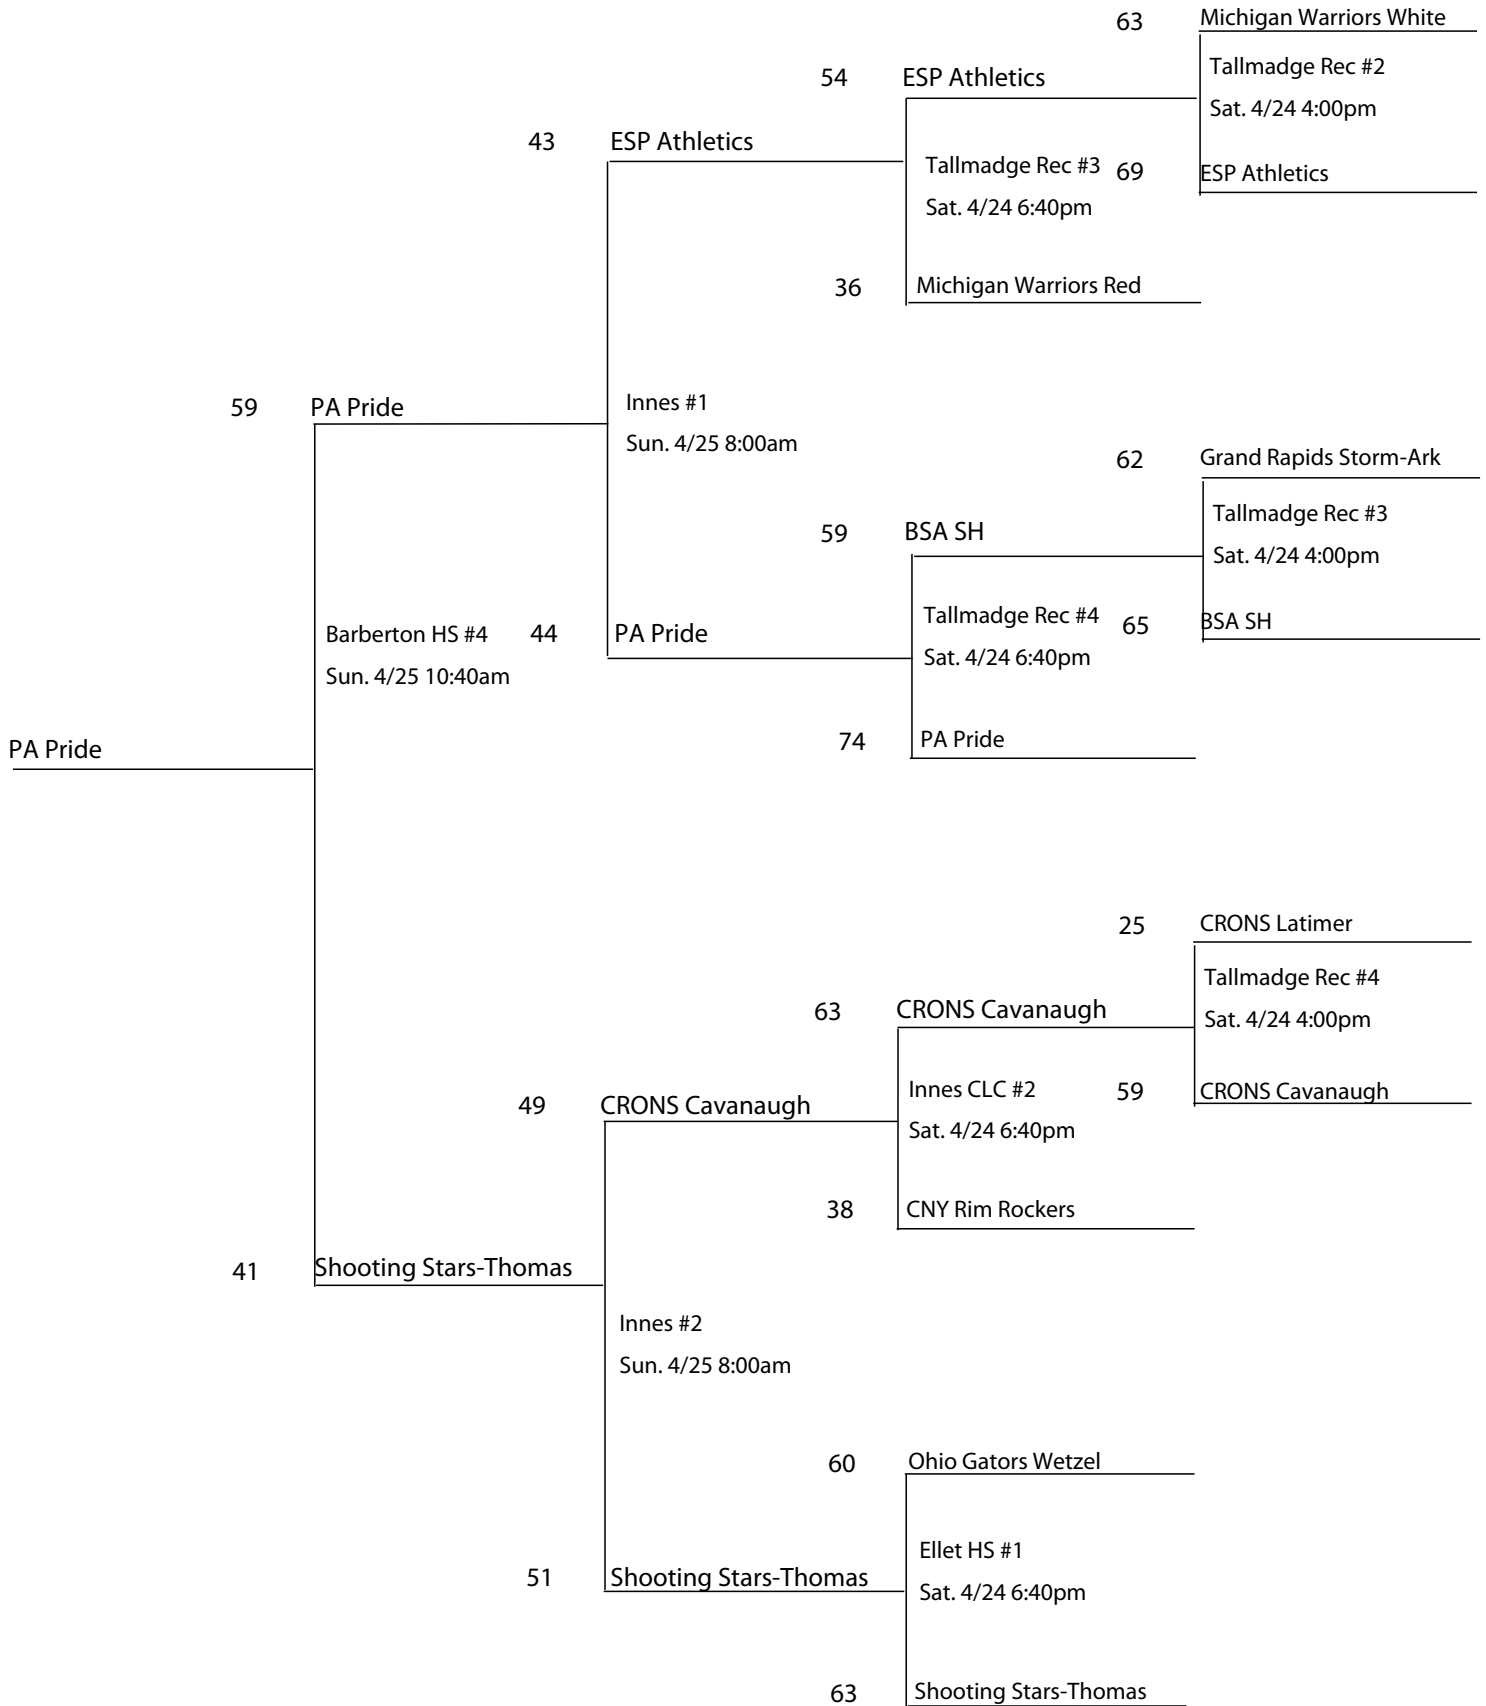 63 Michigan Warriors White
Tallmadge Rec #2
54 ESP Athletics
Sat. 4/24 4:00pm
43 ESP Athletics
Tallmadge Rec #3
69 ESP Athletics
Sat. 4/24 6:40pm
36 Michigan Warriors Red
59 PA Pride
Innes #1
Sun. 4/25 8:00am
62 Grand Rapids Storm-Ark
Tallmadge Rec #3
59 BSA SH
Sat. 4/24 4:00pm
Tallmadge Rec #4
65 BSA SH
Barberton HS #4
44 PA Pride
Sat. 4/24 6:40pm
Sun. 4/25 10:40am
74 PA Pride
PA Pride
25 CRONS Latimer
Tallmadge Rec #4
63 CRONS Cavanaugh
Sat. 4/24 4:00pm
Innes CLC #2
59 CRONS Cavanaugh
49 CRONS Cavanaugh
Sat. 4/24 6:40pm
38 CNY Rim Rockers
41 Shooting Stars-Thomas
Innes #2
Sun. 4/25 8:00am
60 Ohio Gators Wetzel
Ellet HS #1
51 Shooting Stars-Thomas
Sat. 4/24 6:40pm
63 Shooting Stars-Thomas